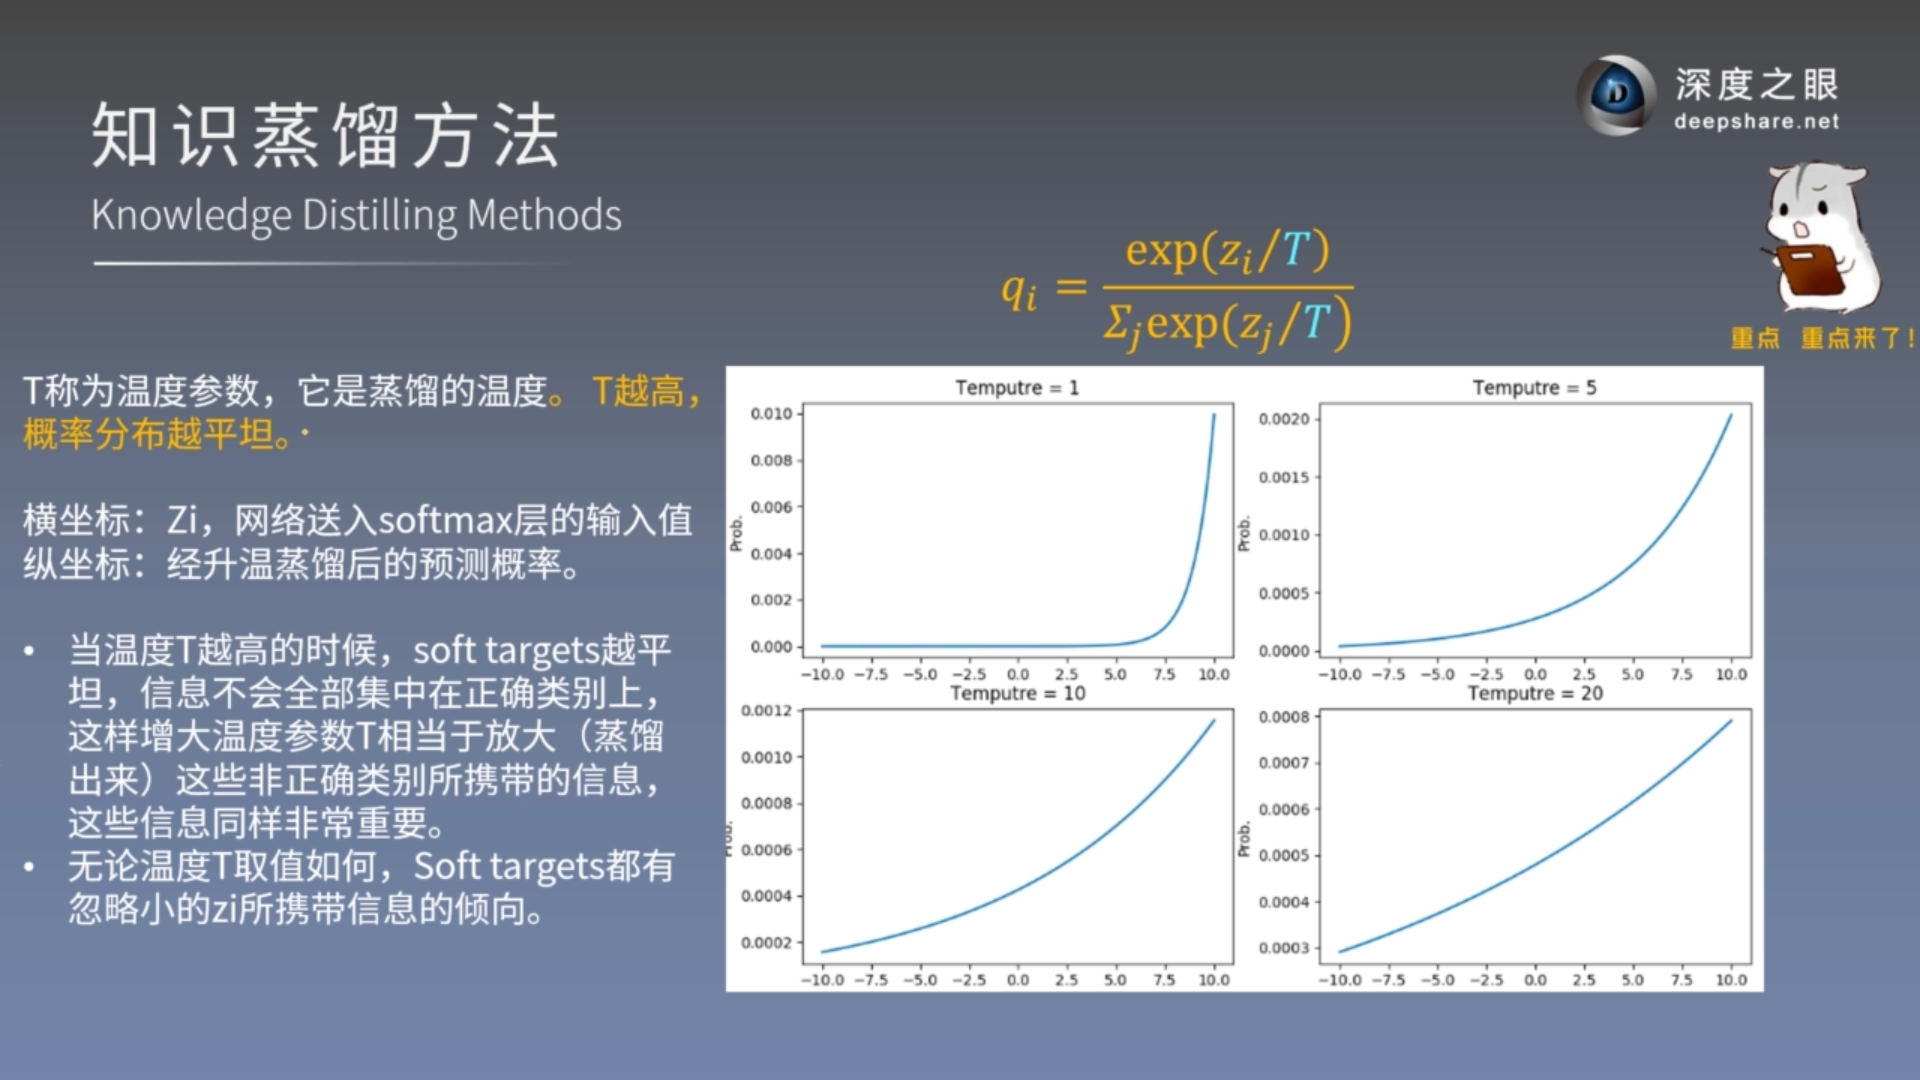 知识蒸馏方法
Knowledge Distilling Methods
深度之眼
deepshare.net
重点 重点来了!
q_i = exp(z_i/T) / Σ_j exp(z_j/T)
T称为温度参数，它是蒸馏的温度。 T越高，
概率分布越平坦。
横坐标：Zi，网络送入softmax层的输入值
纵坐标：经升温蒸馏后的预测概率。
• 当温度T越高的时候，soft targets越平
坦，信息不会全部集中在正确类别上，
这样增大温度参数T相当于放大（蒸馏
出来）这些非正确类别所携带的信息，
这些信息同样非常重要。
• 无论温度T取值如何，Soft targets都有
忽略小的zi所携带信息的倾向。
Temputre = 1
Prob.
0.010
0.008
0.006
0.004
0.002
0.000
−10.0 −7.5 −5.0 −2.5 0.0 2.5 5.0 7.5 10.0
Temputre = 5
Prob.
0.0020
0.0015
0.0010
0.0005
0.0000
−10.0 −7.5 −5.0 −2.5 0.0 2.5 5.0 7.5 10.0
Temputre = 10
Prob.
0.0012
0.0010
0.0008
0.0006
0.0004
0.0002
−10.0 −7.5 −5.0 −2.5 0.0 2.5 5.0 7.5 10.0
Temputre = 20
Prob.
0.0008
0.0007
0.0006
0.0005
0.0004
0.0003
−10.0 −7.5 −5.0 −2.5 0.0 2.5 5.0 7.5 10.0